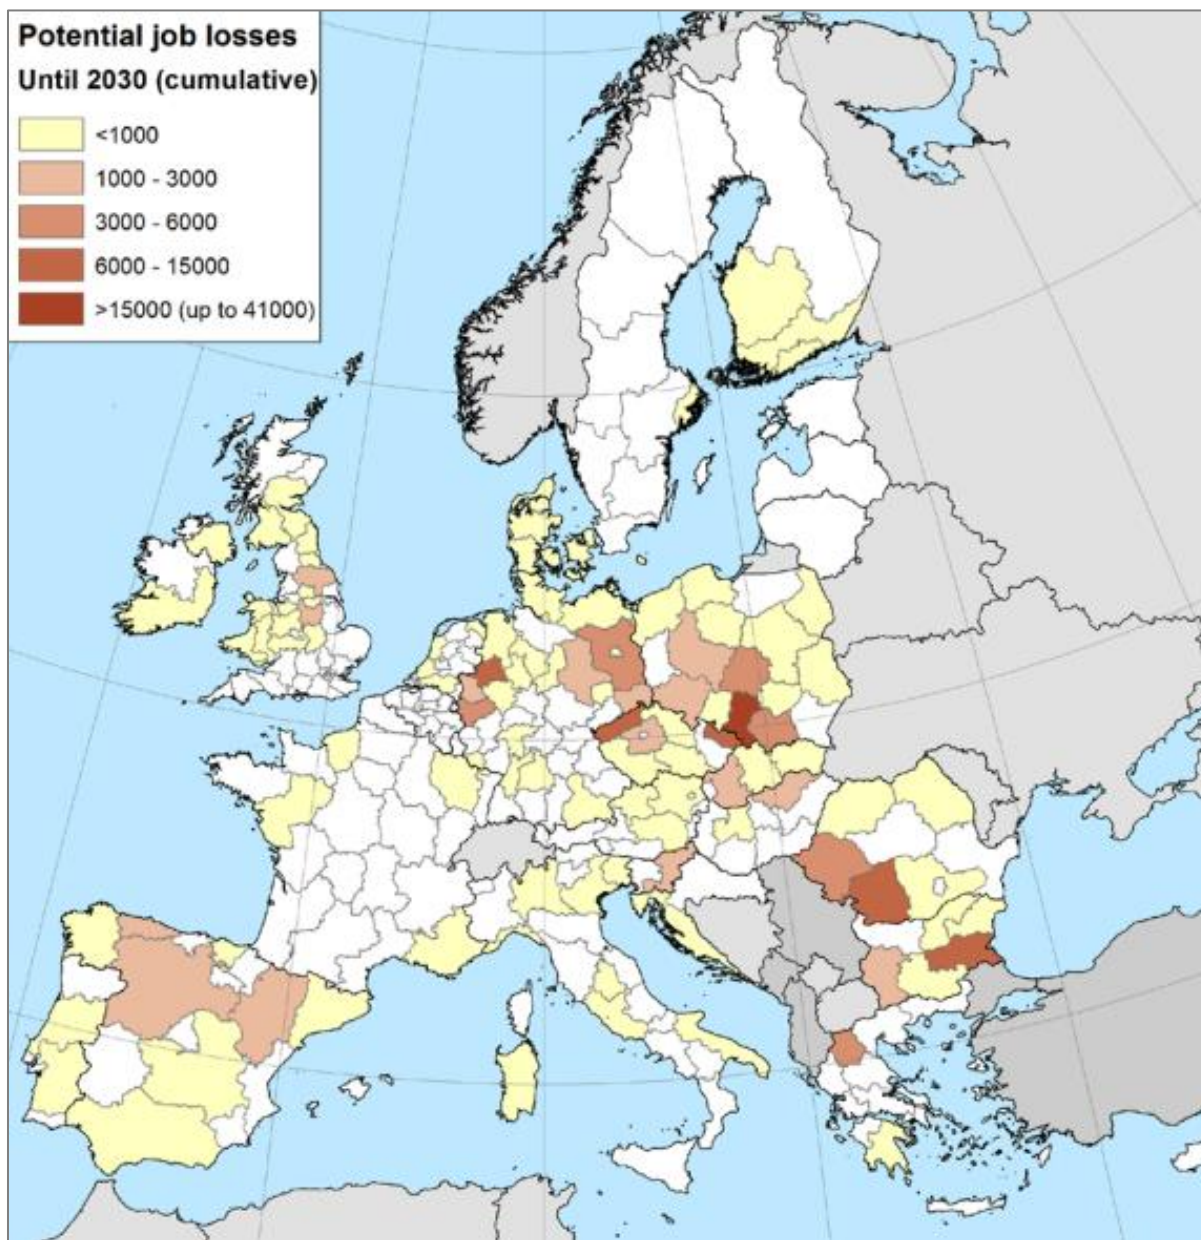 Potential job losses
Until 2030 (cumulative)
<1000
1000 - 3000
3000 - 6000
6000 - 15000
>15000 (up to 41000)